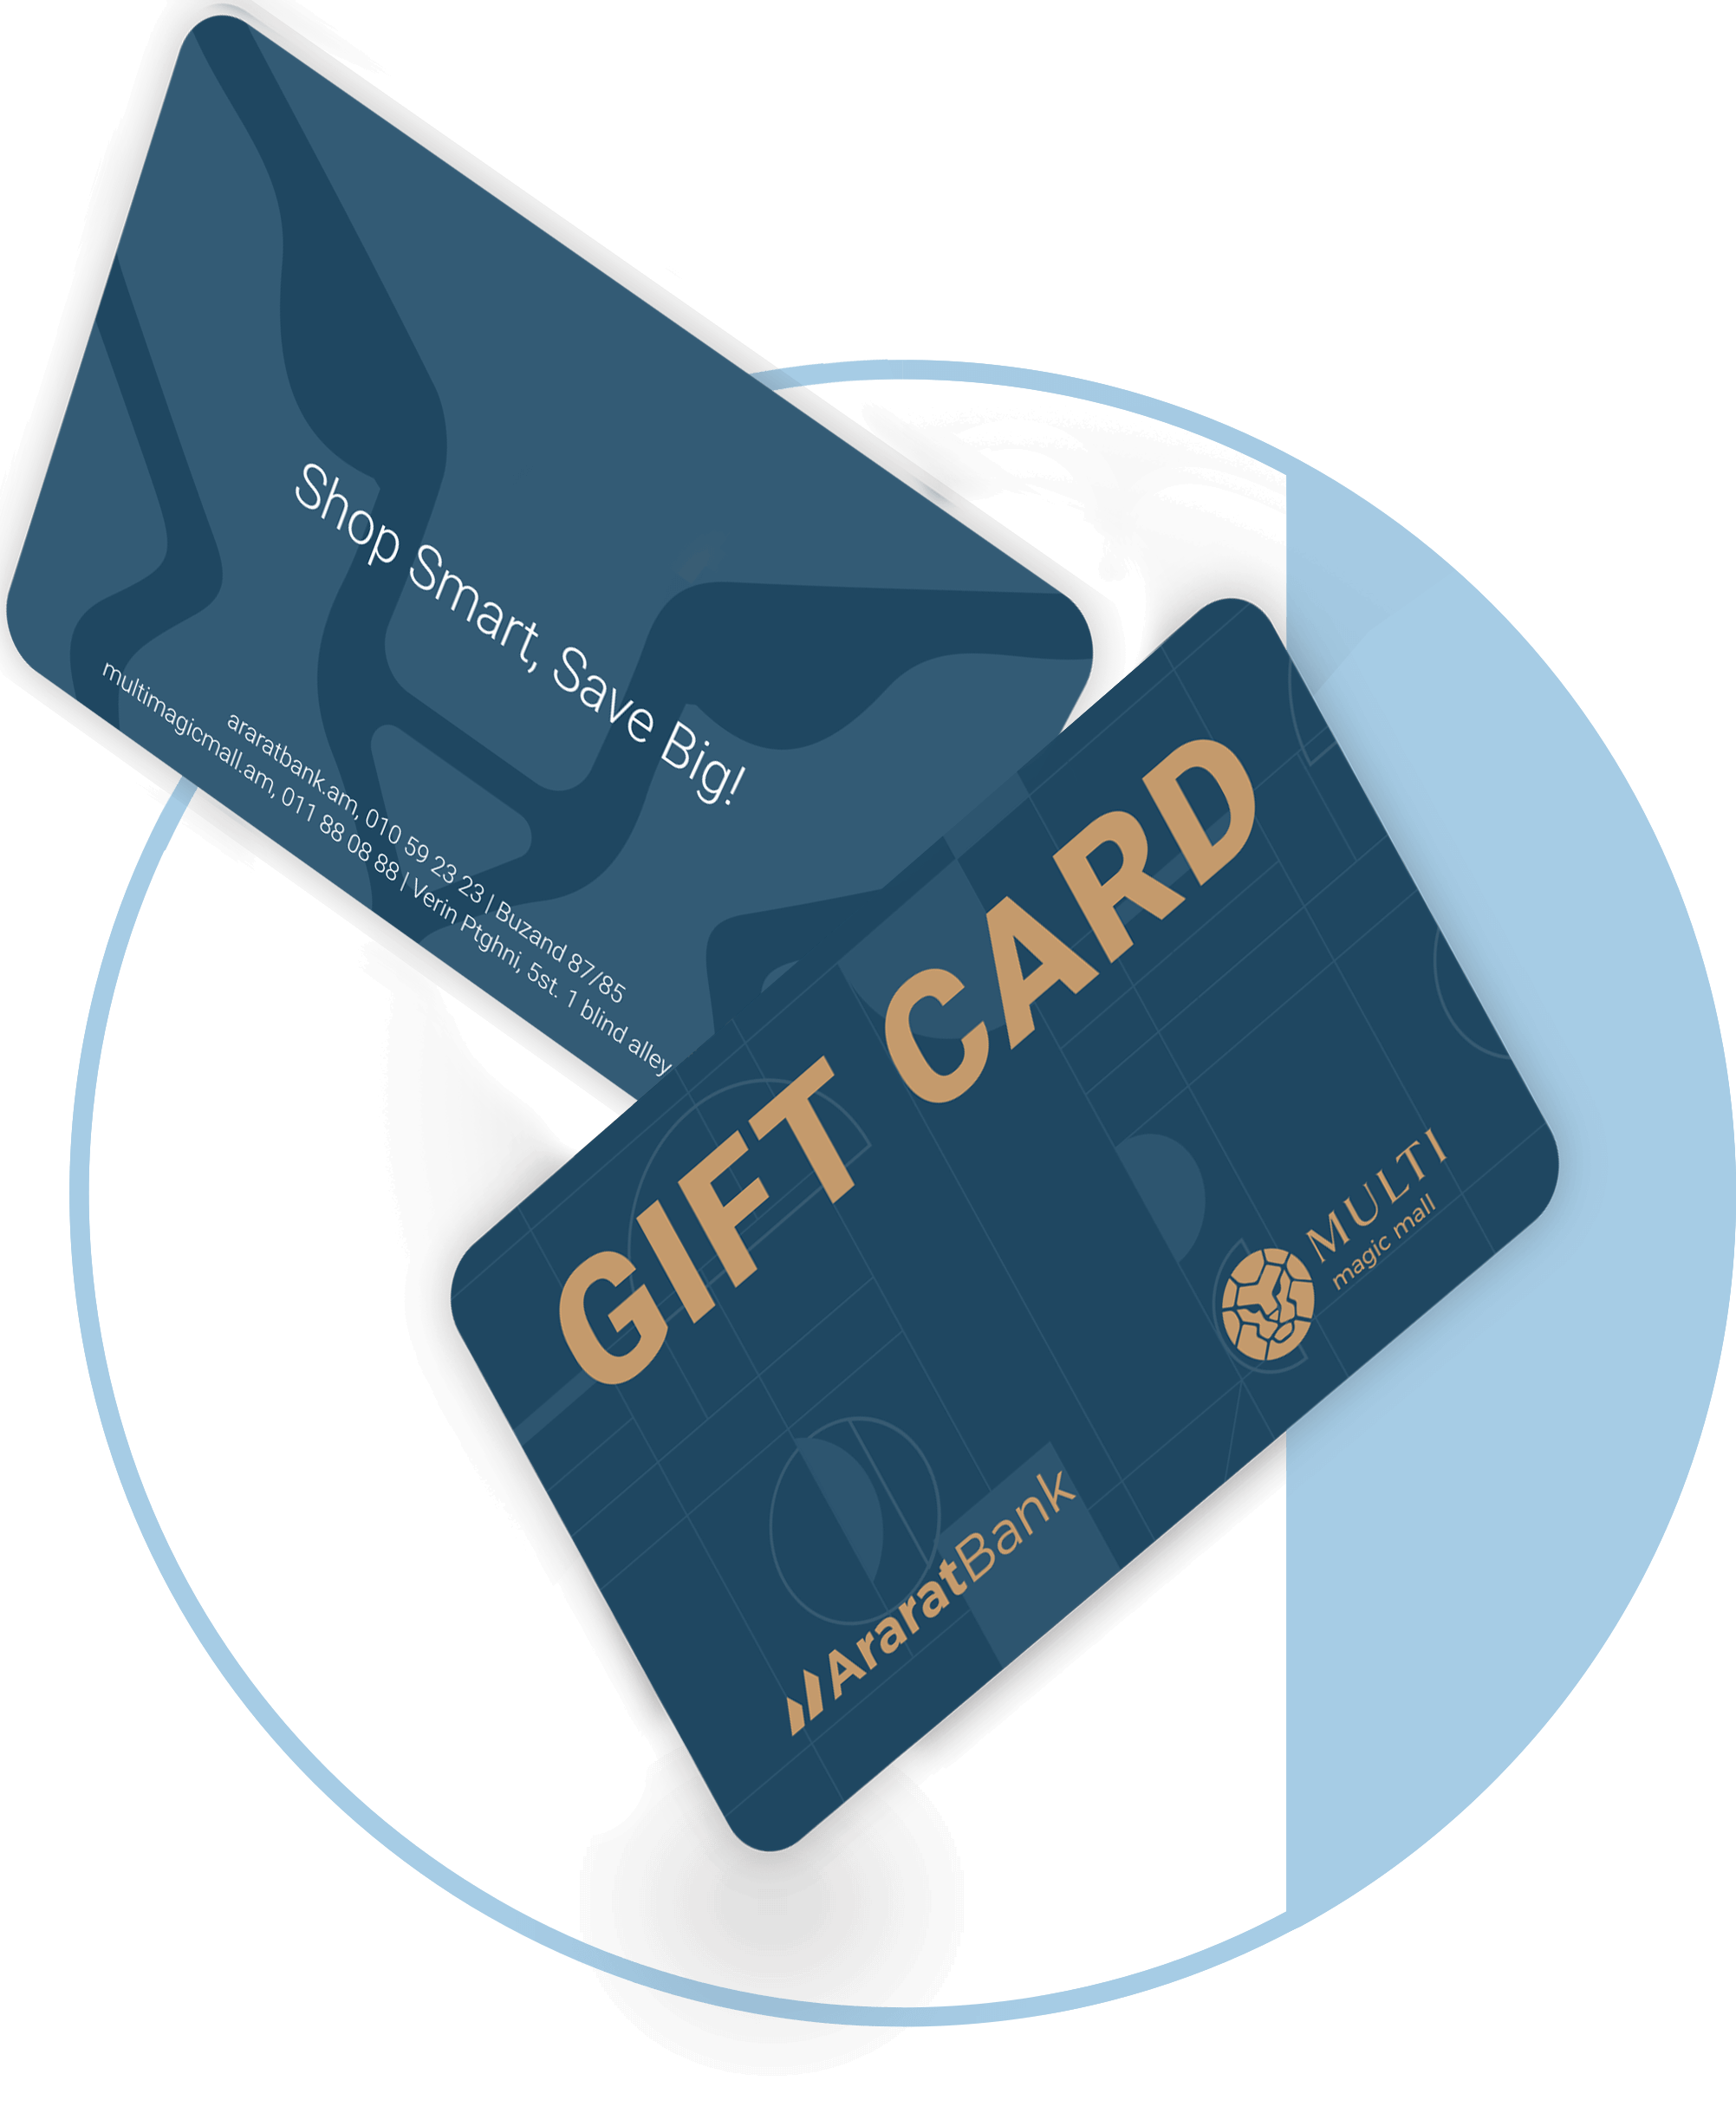 Shop Smart, Save Big!
araratbank.am, 010 59 23 23 | Buzand 87/85
multimagicmall.am, 011 88 08 88 | Verin Ptghni, 5st. 1 blind alley
GIFT CARD
MULTI
magic mall
AraratBank